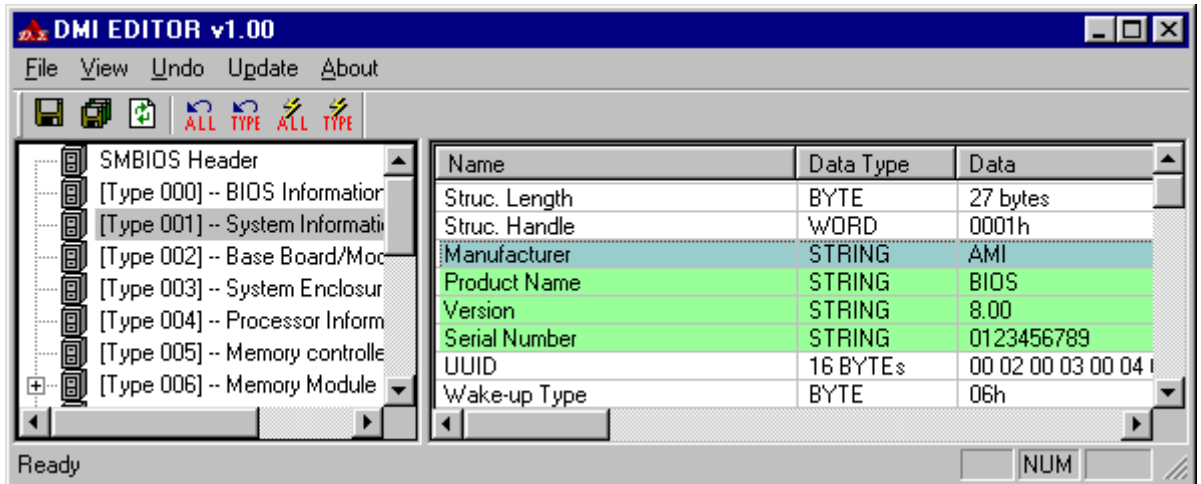 DMI EDITOR v1.00
File View Undo Update About
ALL TYPE ALL TYPE
SMBIOS Header
[Type 000] -- BIOS Information
[Type 001] -- System Informati
[Type 002] -- Base Board/Moc
[Type 003] -- System Enclosur
[Type 004] -- Processor Inform
[Type 005] -- Memory controlle
[Type 006] -- Memory Module
Name Data Type Data
Struc. Length BYTE 27 bytes
Struc. Handle WORD 0001h
Manufacturer STRING AMI
Product Name STRING BIOS
Version STRING 8.00
Serial Number STRING 0123456789
UUID 16 BYTEs 00 02 00 03 00 04
Wake-up Type BYTE 06h
Ready NUM